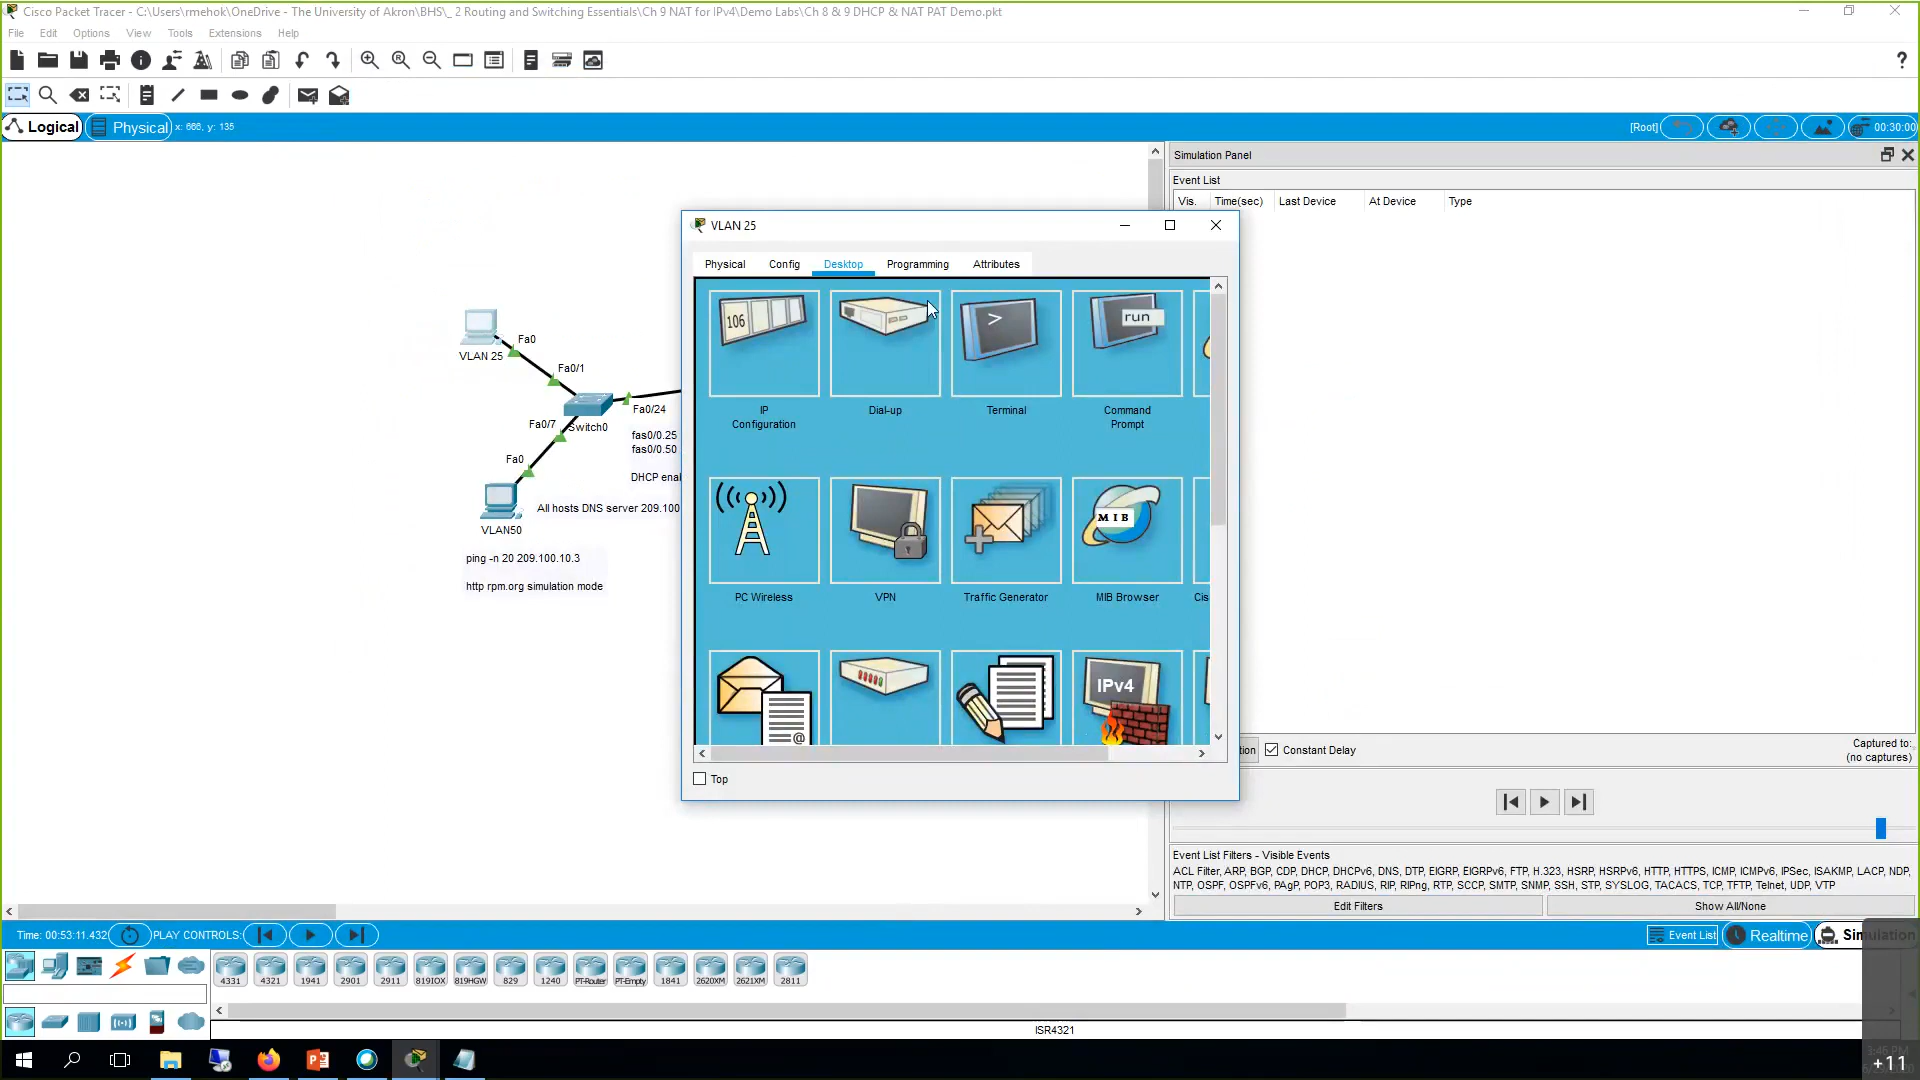 Cisco Packet Tracer - C:\Users\rmehok\OneDrive - The University of Akron\BHS\_ 2 Routing and Switching Essentials\Ch 9 NAT for IPv4\Demo Labs\Ch 8 & 9 DHCP & NAT PAT Demo.pkt
File Edit Options View Tools Extensions Help
?
Logical Physical x: 666, y: 135 [Root] 00:30:00
Simulation Panel
Event List
Vis. Time(sec) Last Device At Device Type
VLAN 25
Physical Config Desktop Programming Attributes
106
>
run
IP Configuration
Dial-up
Terminal
Command Prompt
MIB
PC Wireless
VPN
Traffic Generator
MIB Browser
Cis
@
IPv4
Top
Fa0
VLAN 25
Fa0/1
Fa0/24
Fa0/7
Switch0
fas0/0.25
fas0/0.50
Fa0
DHCP enal
All hosts DNS server 209.100
VLAN50
ping -n 20 209.100.10.3
http rpm.org simulation mode
tion Constant Delay
Captured to:
(no captures)
Event List Filters - Visible Events
ACL Filter, ARP, BGP, CDP, DHCP, DHCPv6, DNS, DTP, EIGRP, EIGRPv6, FTP, H.323, HSRP, HSRPv6, HTTP, HTTPS, ICMP, ICMPv6, IPSec, ISAKMP, LACP, NDP,
NTP, OSPF, OSPFv6, PAgP, POP3, RADIUS, RIP, RIPng, RTP, SCCP, SMTP, SNMP, SSH, STP, SYSLOG, TACACS, TCP, TFTP, Telnet, UDP, VTP
Edit Filters Show All/None
Time: 00:53:11.432 PLAY CONTROLS: Event List Realtime Simulation
4331 4321 1941 2901 2911 819IOX 819HGW 829 1240 PT-Router PT-Empty 1841 2620XM 2621XM 2811
ISR4321
+11